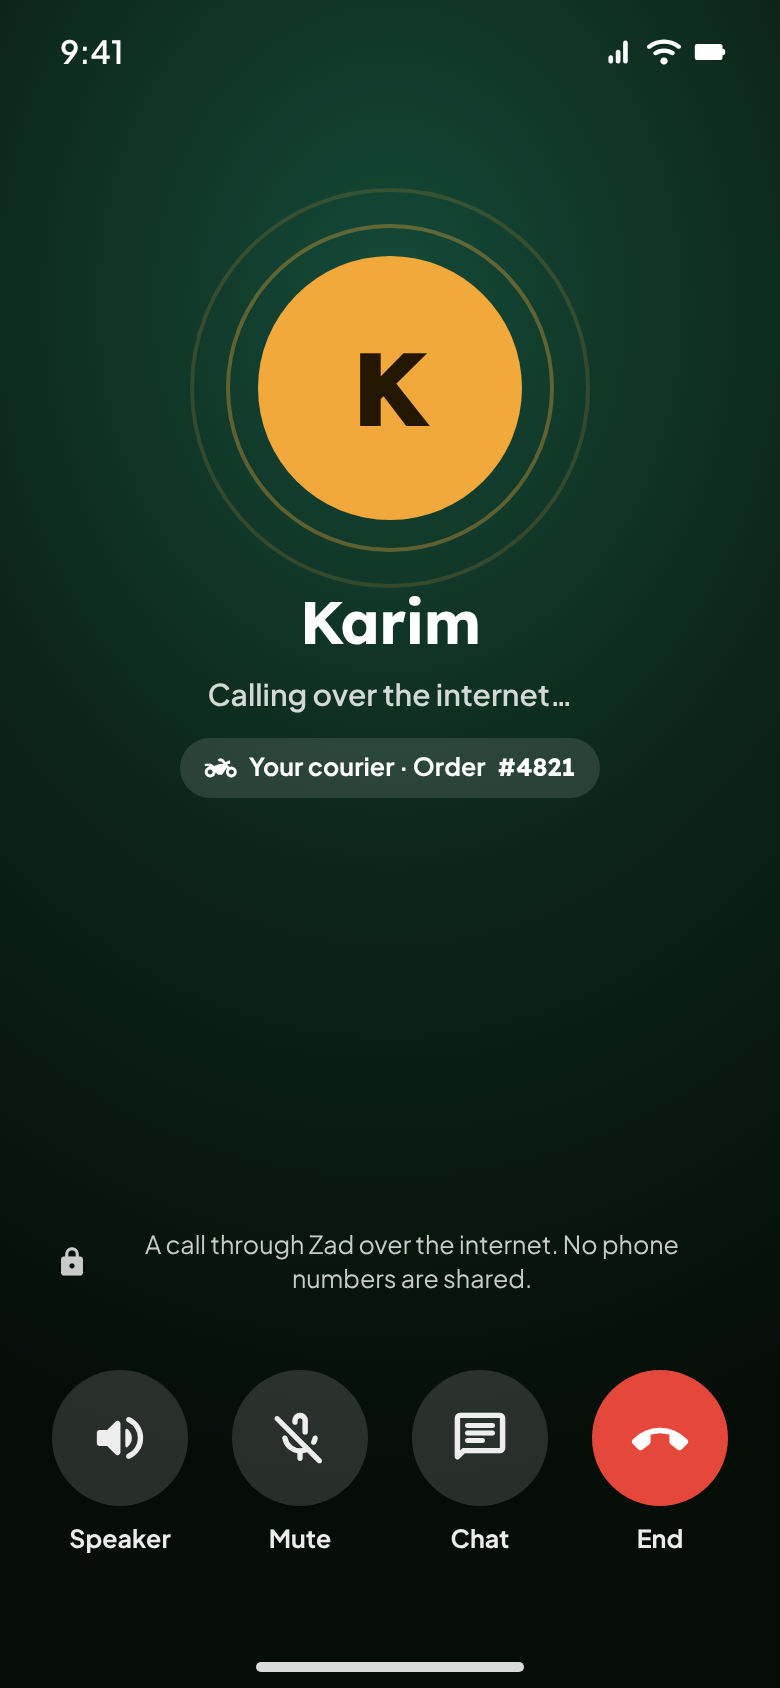 9:41
K
Karim
Calling over the internet…
Your courier · Order #4821
A call through Zad over the internet. No phone
numbers are shared.
Speaker
Mute
Chat
End